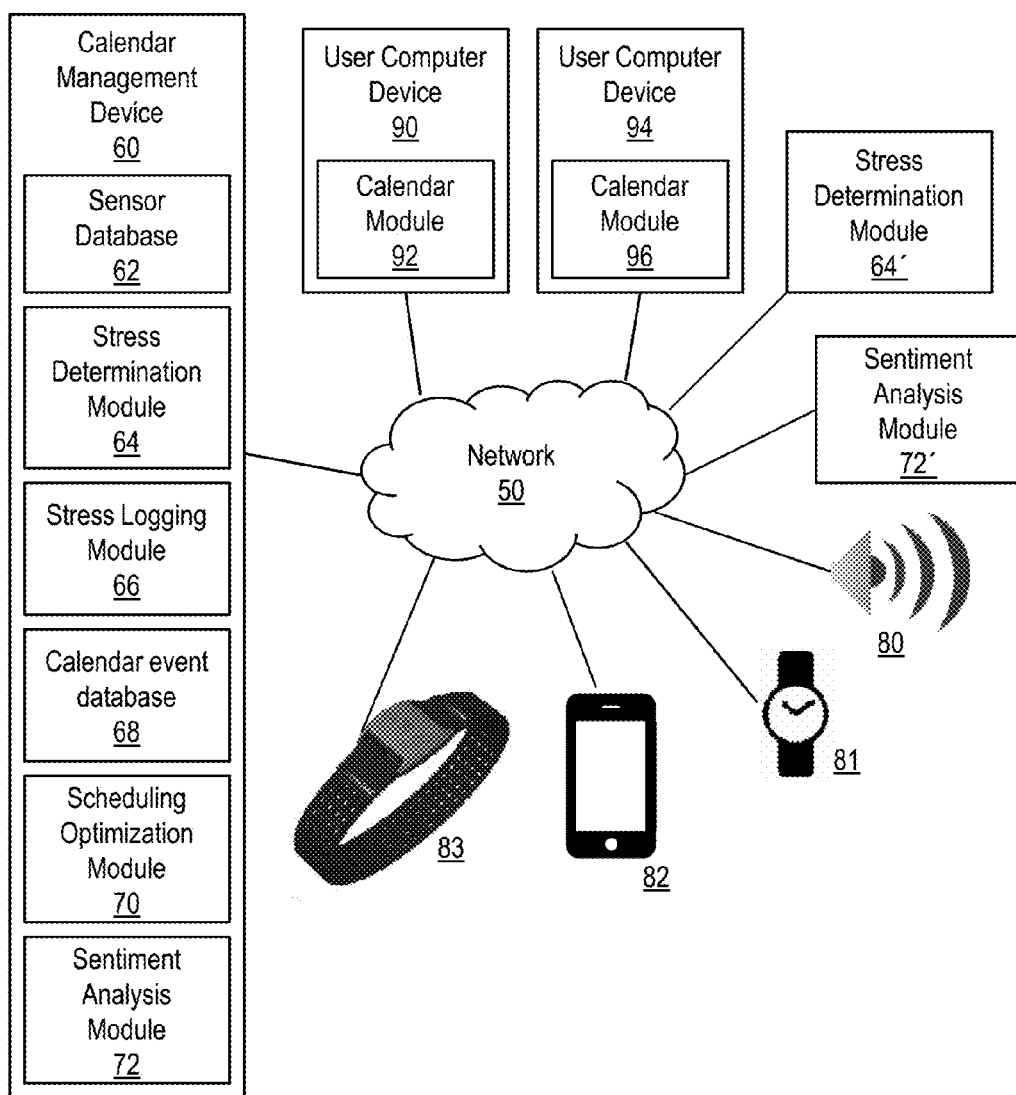 Calendar
Management
Device
60
Sensor
Database
62
Stress
Determination
Module
64
Stress Logging
Module
66
Calendar event
database
68
Scheduling
Optimization
Module
70
Sentiment
Analysis
Module
72
User Computer
Device
90
Calendar
Module
92
User Computer
Device
94
Calendar
Module
96
Stress
Determination
Module
64´
Sentiment
Analysis
Module
72´
Network
50
80
81
82
83